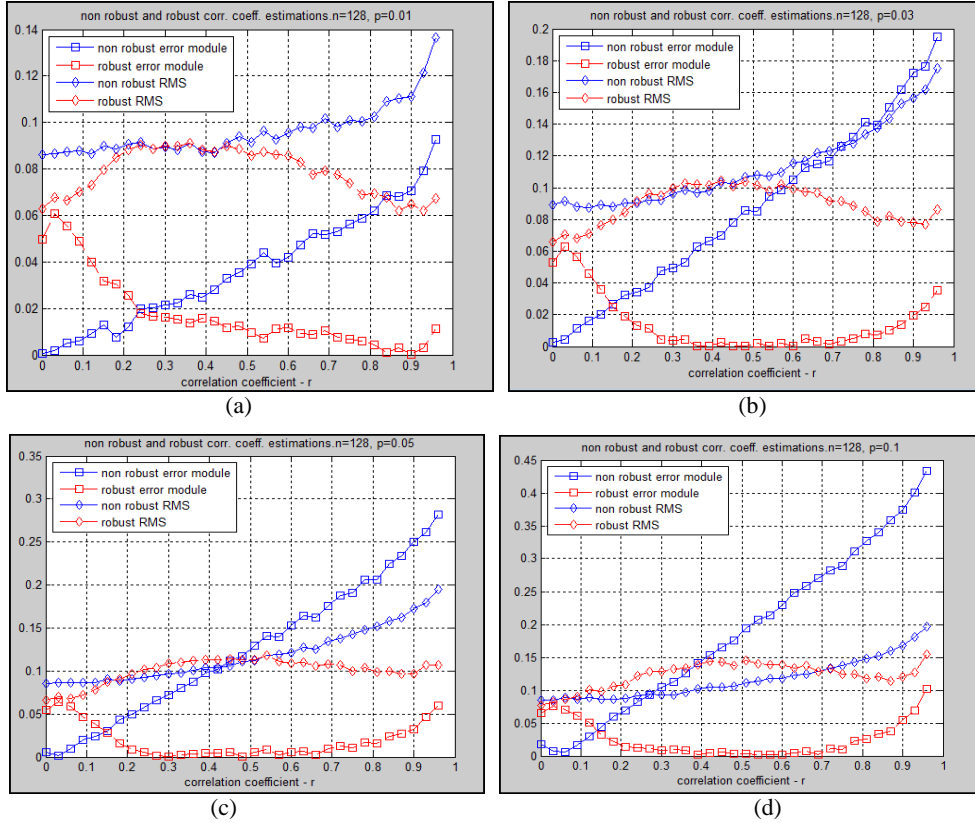 non robust and robust corr. coeff. estimations.n=128, p=0.01
non robust error module
robust error module
non robust RMS
robust RMS
0.14
0.12
0.1
0.08
0.06
0.04
0.02
0
0 0.1 0.2 0.3 0.4 0.5 0.6 0.7 0.8 0.9 1
correlation coefficient - r
(a)
non robust and robust corr. coeff. estimations.n=128, p=0.03
non robust error module
robust error module
non robust RMS
robust RMS
0.2
0.18
0.16
0.14
0.12
0.1
0.08
0.06
0.04
0.02
0
0 0.1 0.2 0.3 0.4 0.5 0.6 0.7 0.8 0.9 1
correlation coefficient - r
(b)
non robust and robust corr. coeff. estimations.n=128, p=0.05
non robust error module
robust error module
non robust RMS
robust RMS
0.35
0.3
0.25
0.2
0.15
0.1
0.05
0
0 0.1 0.2 0.3 0.4 0.5 0.6 0.7 0.8 0.9 1
correlation coefficient - r
(c)
non robust and robust corr. coeff. estimations.n=128, p=0.1
non robust error module
robust error module
non robust RMS
robust RMS
0.45
0.4
0.35
0.3
0.25
0.2
0.15
0.1
0.05
0
0 0.1 0.2 0.3 0.4 0.5 0.6 0.7 0.8 0.9 1
correlation coefficient - r
(d)